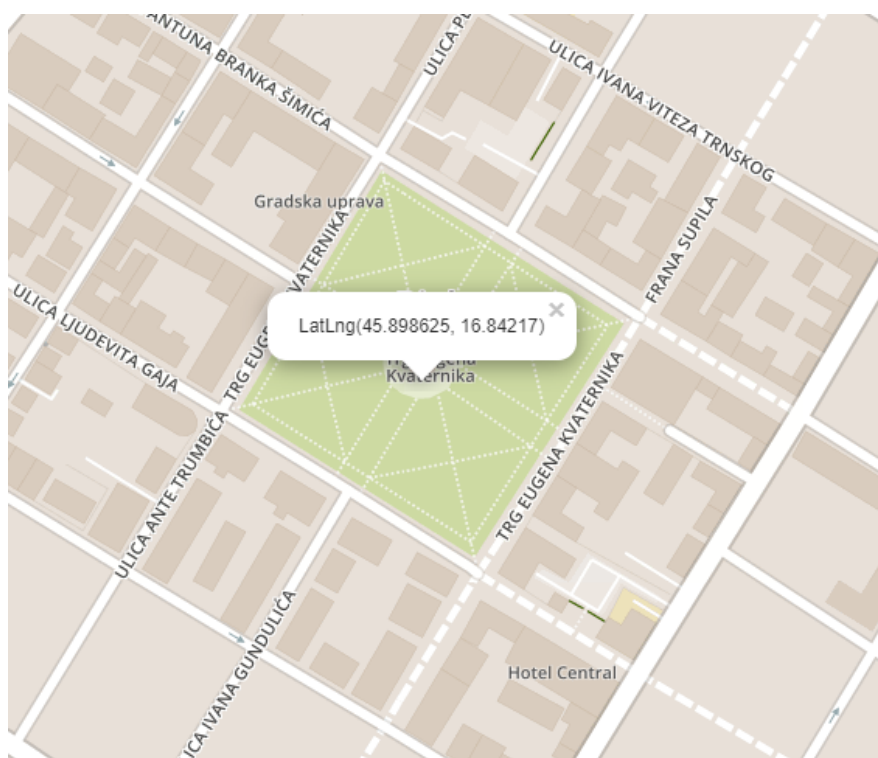 ANTUNA BRANKA ŠIMIĆA
ULICA IVANA VITEZA TRNSKOG
Gradska uprava
FRANA SUPILA
TRG EUGENA KVATERNIKA
LatLng(45.898625, 16.84217)
×
Kvaternika
ULICA LJUDEVITA GAJA
TRG EUGENA KVATERNIKA
ULICA ANTE TRUMBIĆA
IVANA GUNDULIĆA
Hotel Central